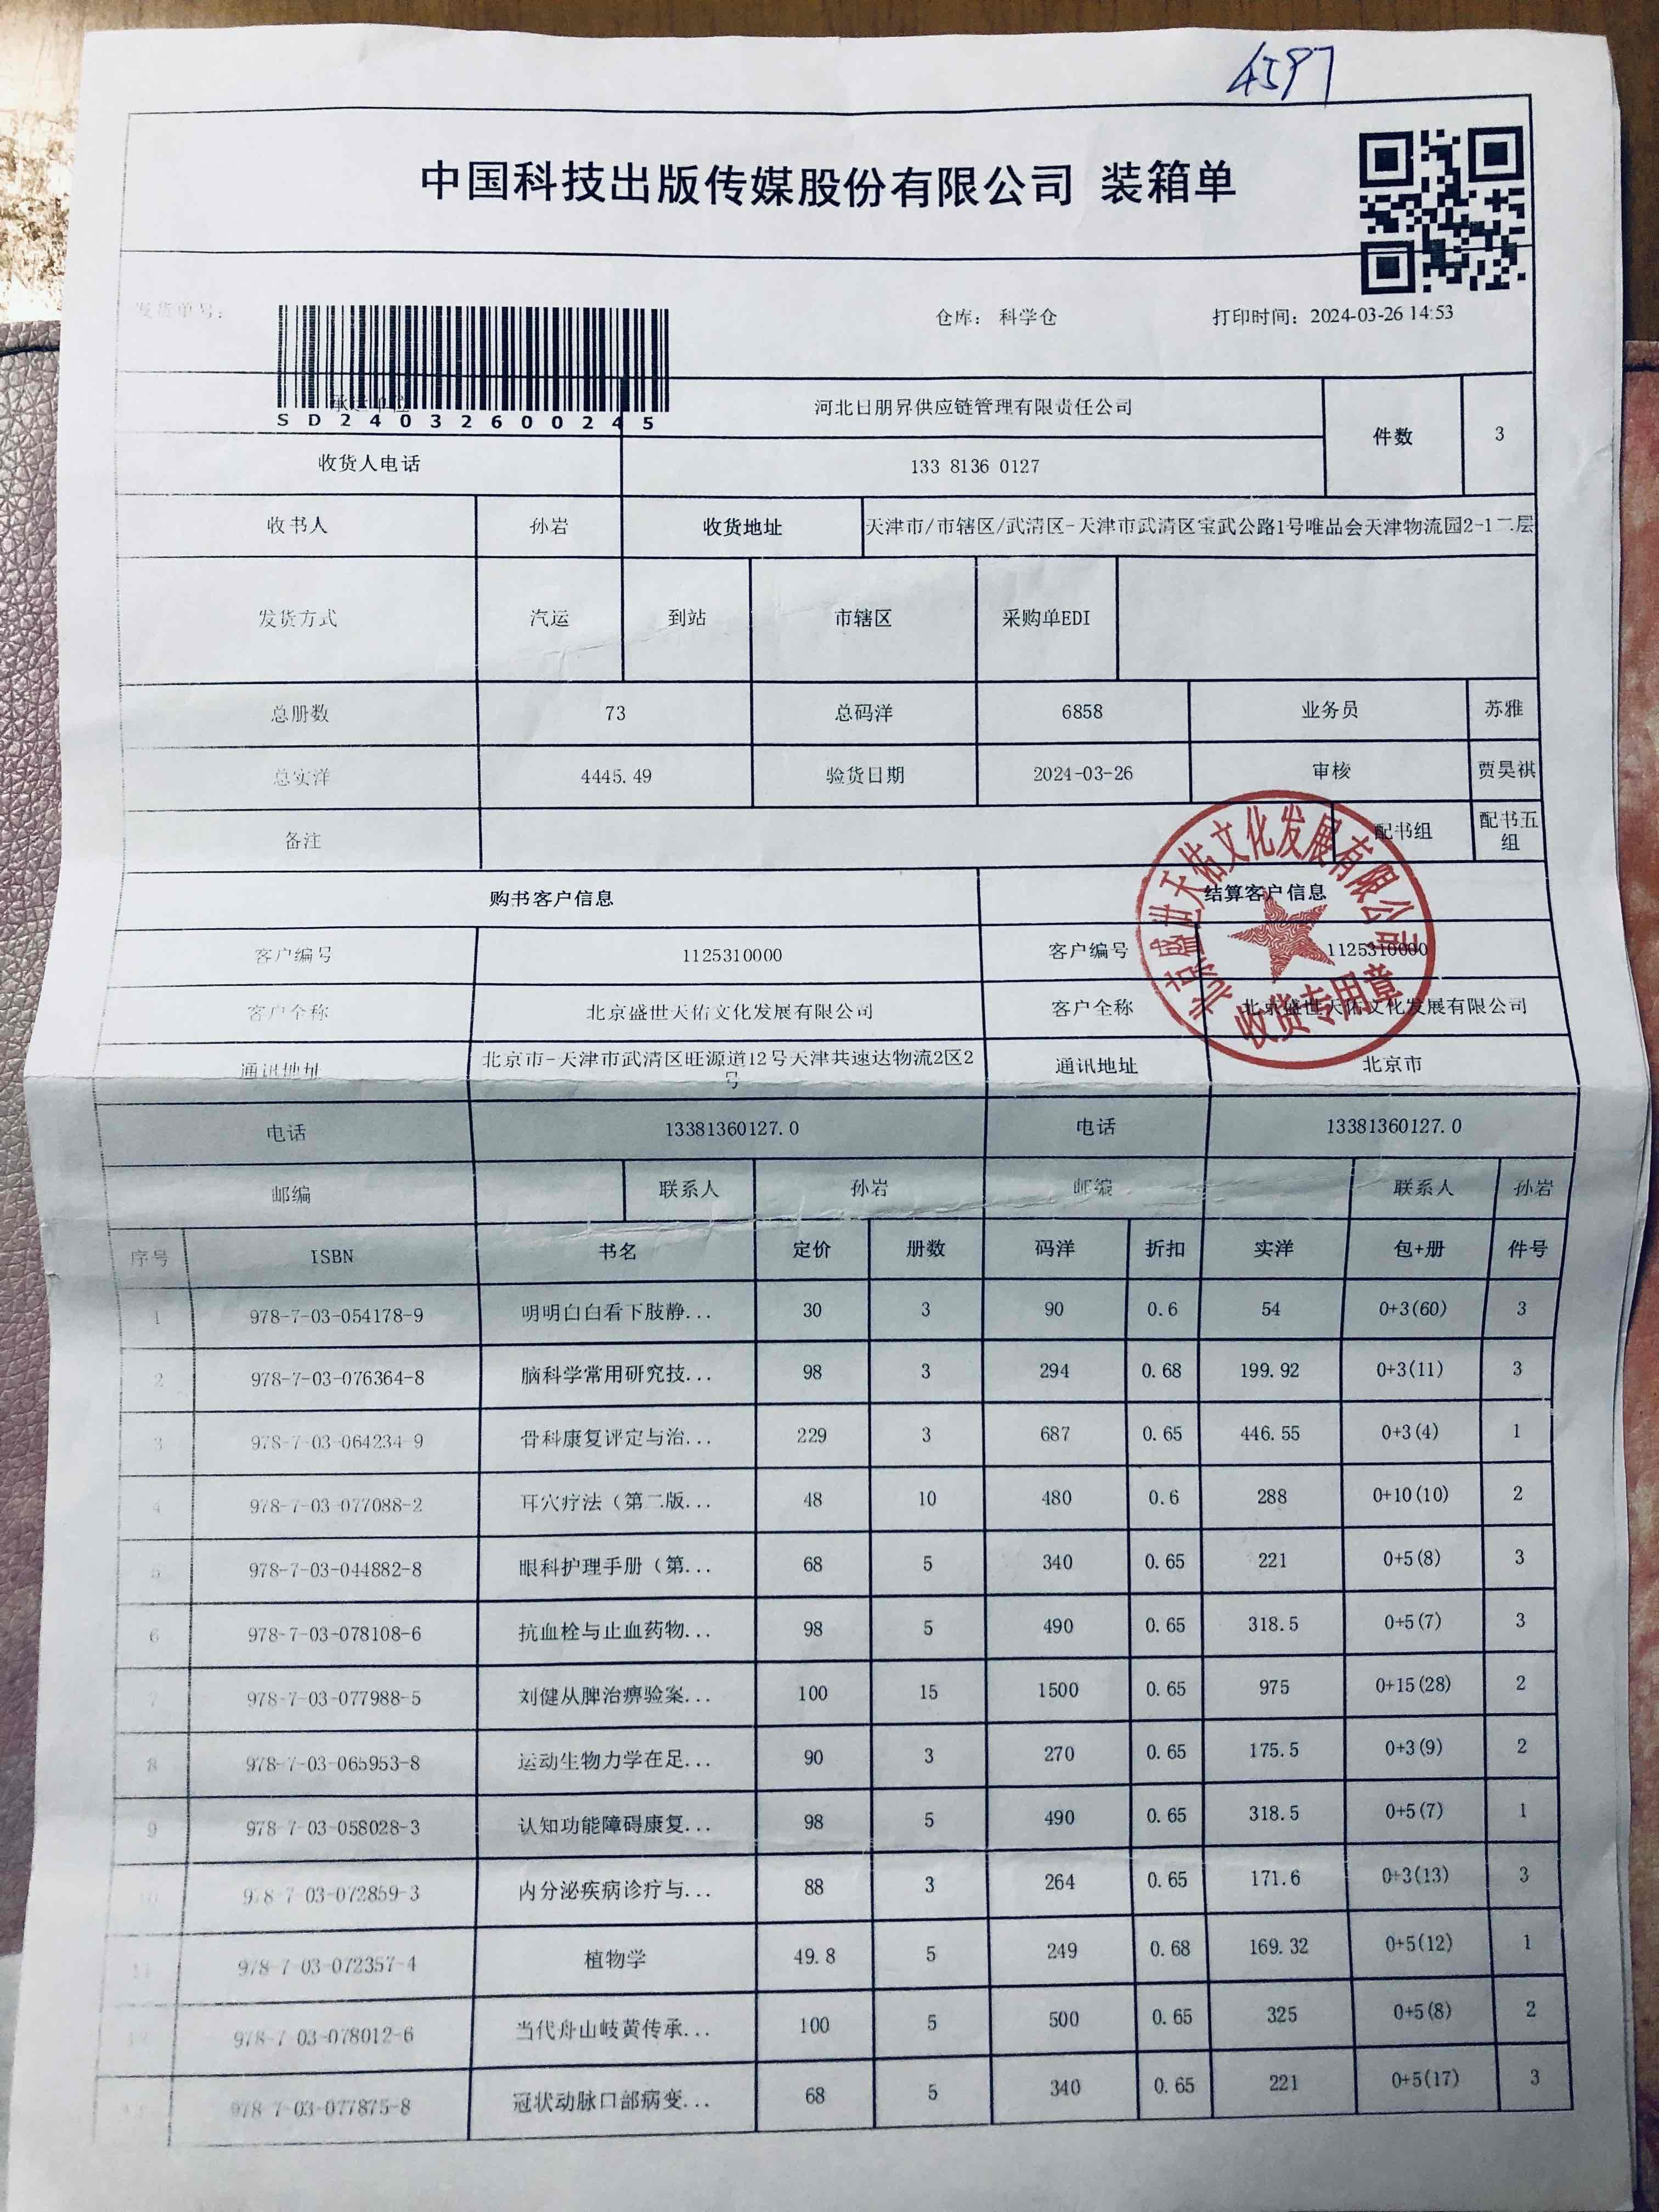 4597
中国科技出版传媒股份有限公司 装箱单
发货单号: 仓库: 科学仓 打印时间: 2024-03-26 14:53
SD24032600245
承运单位 河北日朋昇供应链管理有限责任公司 件数 3
收货人电话 133 8136 0127
收书人 孙岩 收货地址 天津市/市辖区/武清区-天津市武清区宝武公路1号唯品会天津物流园2-1二层
发货方式 汽运 到站 市辖区 采购单EDI
总册数 73 总码洋 6858 业务员 苏雅
总实洋 4445.49 验货日期 2024-03-26 审核 贾昊祺
备注 配书组 配书五组
购书客户信息 结算客户信息
客户编号 1125310000 客户编号 1125310000
客户全称 北京盛世天佑文化发展有限公司 客户全称 北京盛世天佑文化发展有限公司
通讯地址 北京市-天津市武清区旺源道12号天津共速达物流2区2号 通讯地址 北京市
北京盛世天佑文化发展有限公司
收货专用章
电话 13381360127.0 电话 13381360127.0
邮编 联系人 孙岩 邮编 联系人 孙岩
序号 ISBN 书名 定价 册数 码洋 折扣 实洋 包+册 件号
1 978-7-03-054178-9 明明白白看下肢静... 30 3 90 0.6 54 0+3(60) 3
2 978-7-03-076364-8 脑科学常用研究技... 98 3 294 0.68 199.92 0+3(11) 3
3 978-7-03-064234-9 骨科康复评定与治... 229 3 687 0.65 446.55 0+3(4) 1
4 978-7-03-077088-2 耳穴疗法（第二版... 48 10 480 0.6 288 0+10(10) 2
5 978-7-03-044882-8 眼科护理手册（第... 68 5 340 0.65 221 0+5(8) 3
6 978-7-03-078108-6 抗血栓与止血药物... 98 5 490 0.65 318.5 0+5(7) 3
7 978-7-03-077988-5 刘健从脾治痹验案... 100 15 1500 0.65 975 0+15(28) 2
8 978-7-03-065953-8 运动生物力学在足... 90 3 270 0.65 175.5 0+3(9) 2
9 978-7-03-058028-3 认知功能障碍康复... 98 5 490 0.65 318.5 0+5(7) 1
10 978-7-03-072859-3 内分泌疾病诊疗与... 88 3 264 0.65 171.6 0+3(13) 3
11 978-7-03-072357-4 植物学 49.8 5 249 0.68 169.32 0+5(12) 1
12 978-7-03-078012-6 当代舟山岐黄传承... 100 5 500 0.65 325 0+5(8) 2
13 978-7-03-077875-8 冠状动脉口部病变... 68 5 340 0.65 221 0+5(17) 3